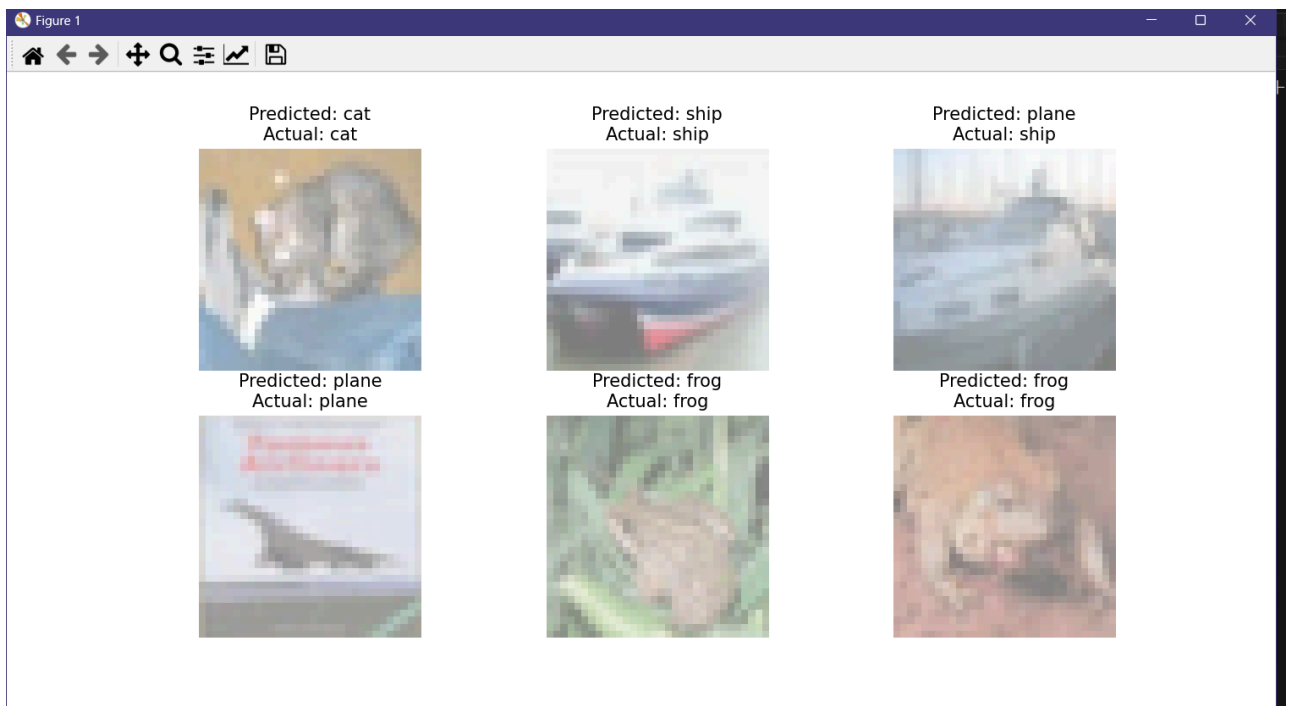 Figure 1
Predicted: cat
Actual: cat
Predicted: ship
Actual: ship
Predicted: plane
Actual: ship
Predicted: plane
Actual: plane
Predicted: frog
Actual: frog
Predicted: frog
Actual: frog